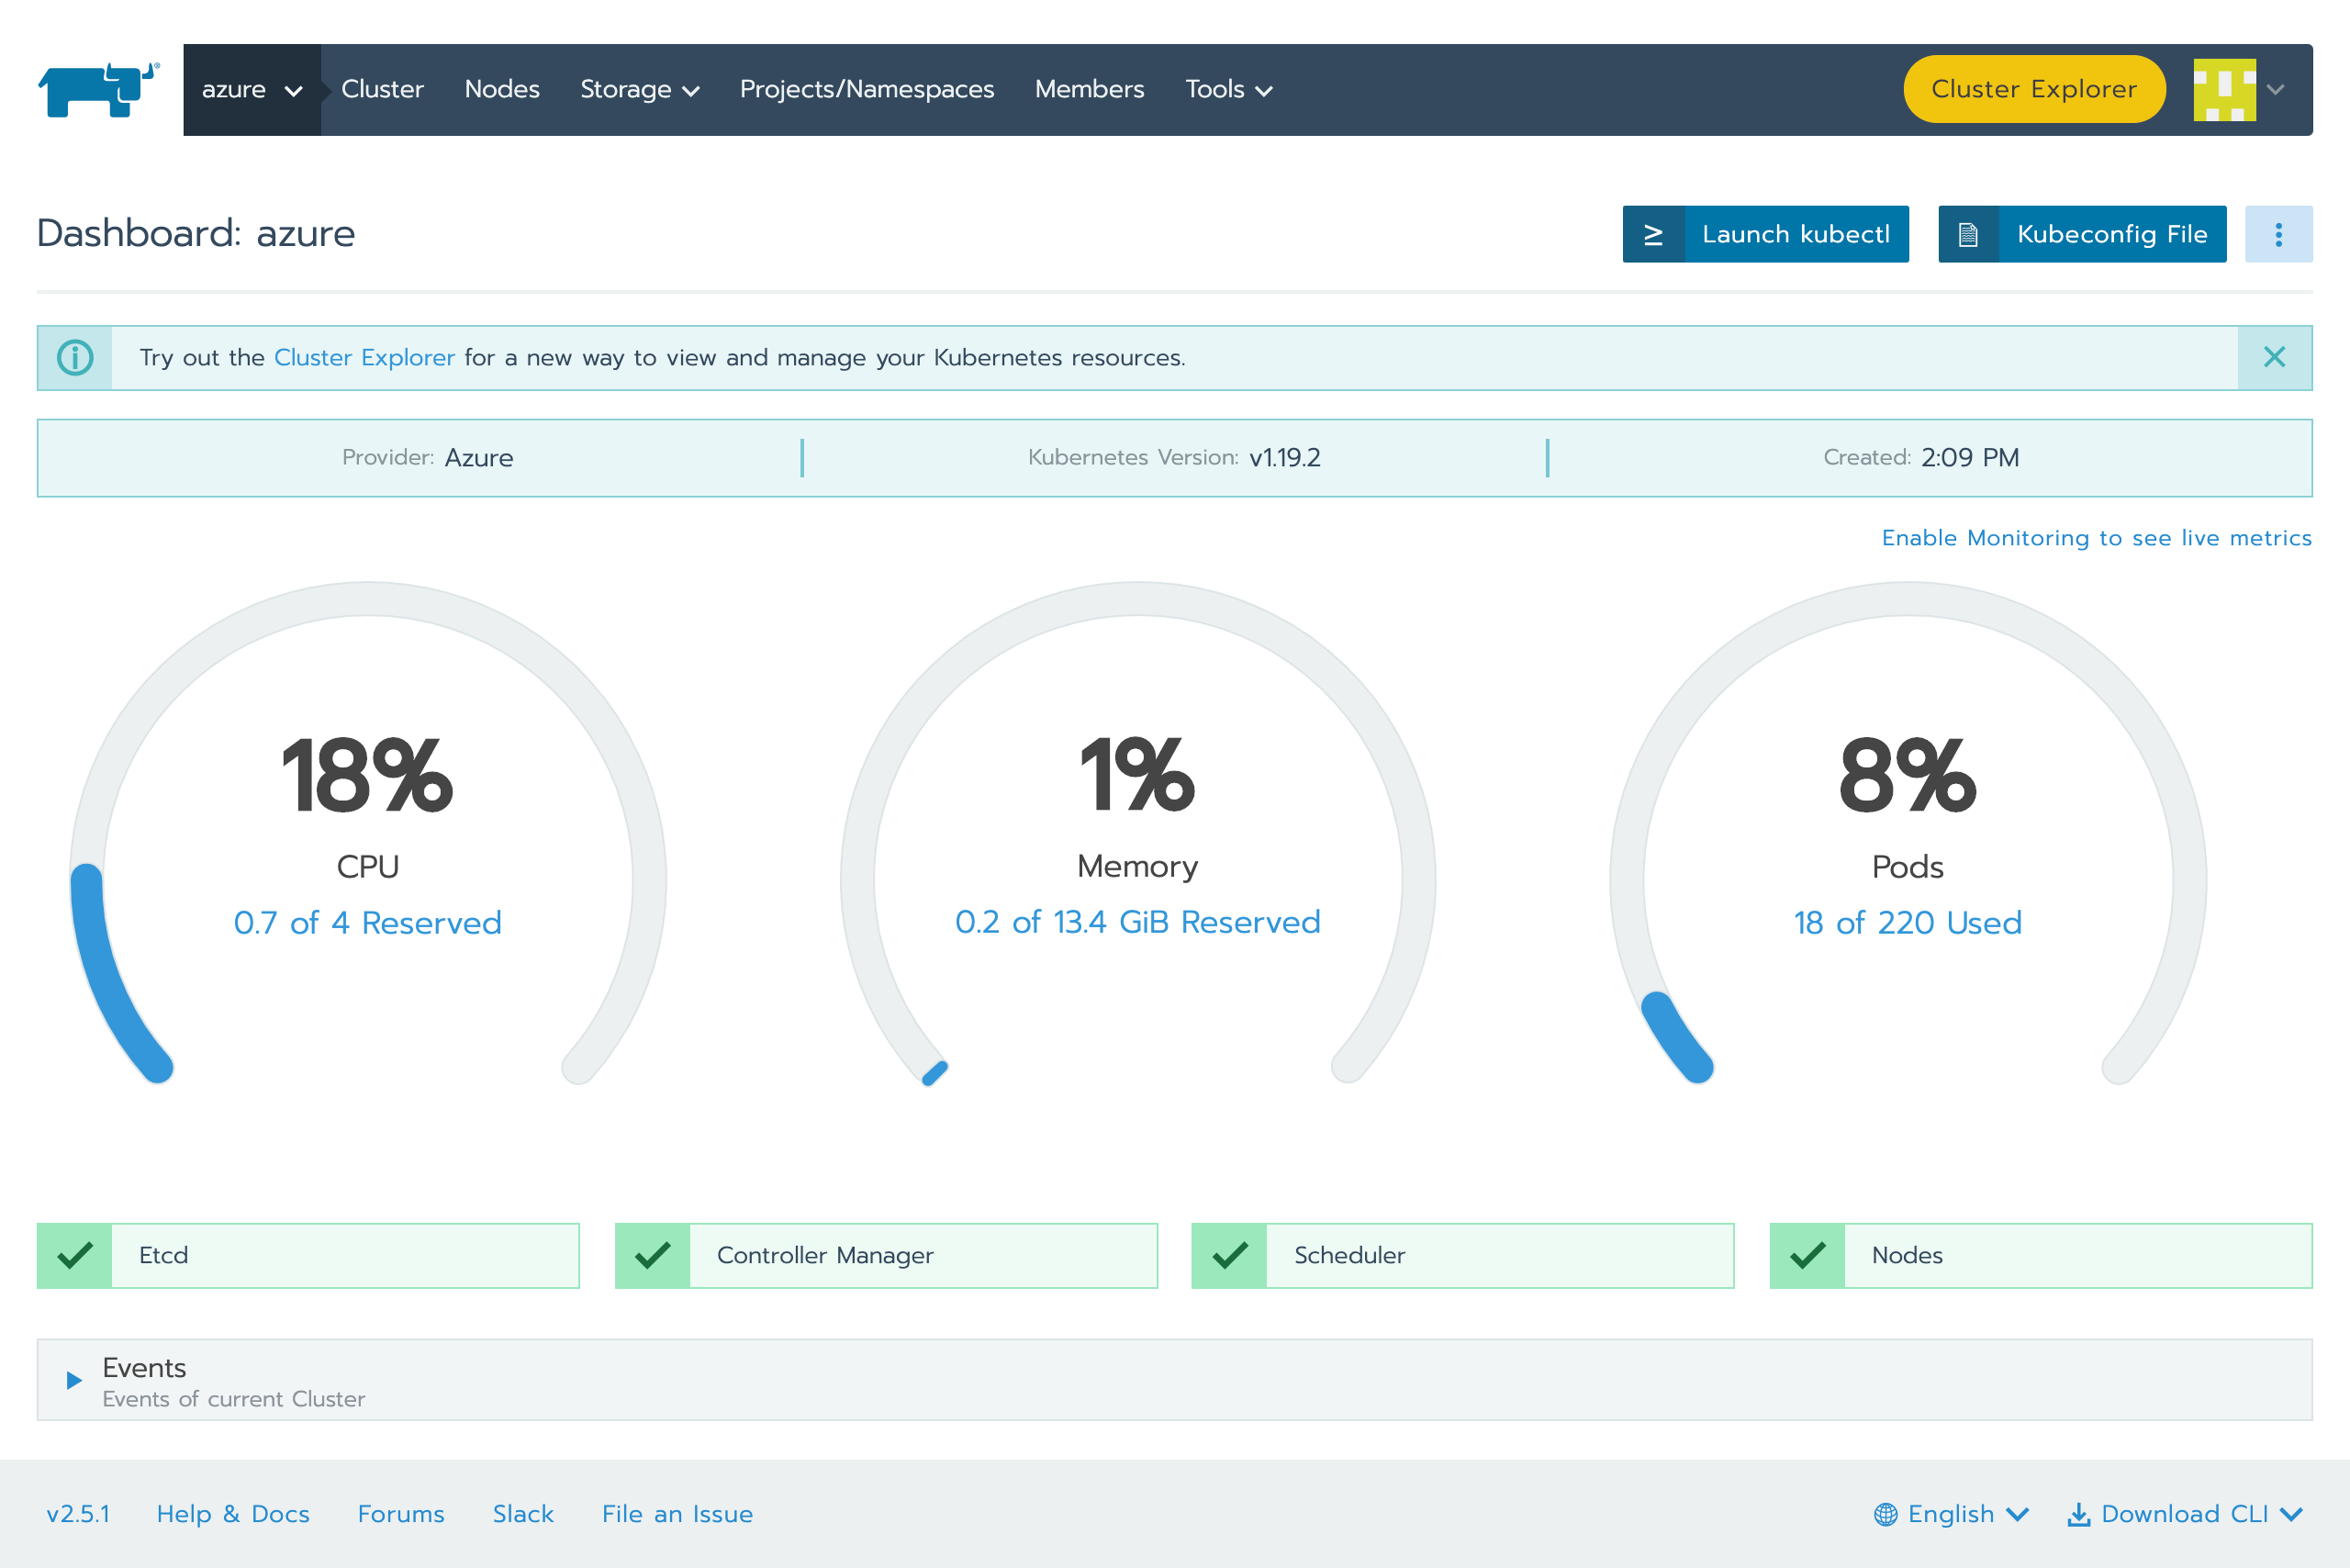 azure Cluster Nodes Storage Projects/Namespaces Members Tools Cluster Explorer
Dashboard: azure
Launch kubectl Kubeconfig File
Try out the Cluster Explorer for a new way to view and manage your Kubernetes resources.
Provider: Azure Kubernetes Version: v1.19.2 Created: 2:09 PM
Enable Monitoring to see live metrics
18%
CPU
0.7 of 4 Reserved
1%
Memory
0.2 of 13.4 GiB Reserved
8%
Pods
18 of 220 Used
Etcd Controller Manager Scheduler Nodes
Events
Events of current Cluster
v2.5.1 Help & Docs Forums Slack File an Issue English Download CLI